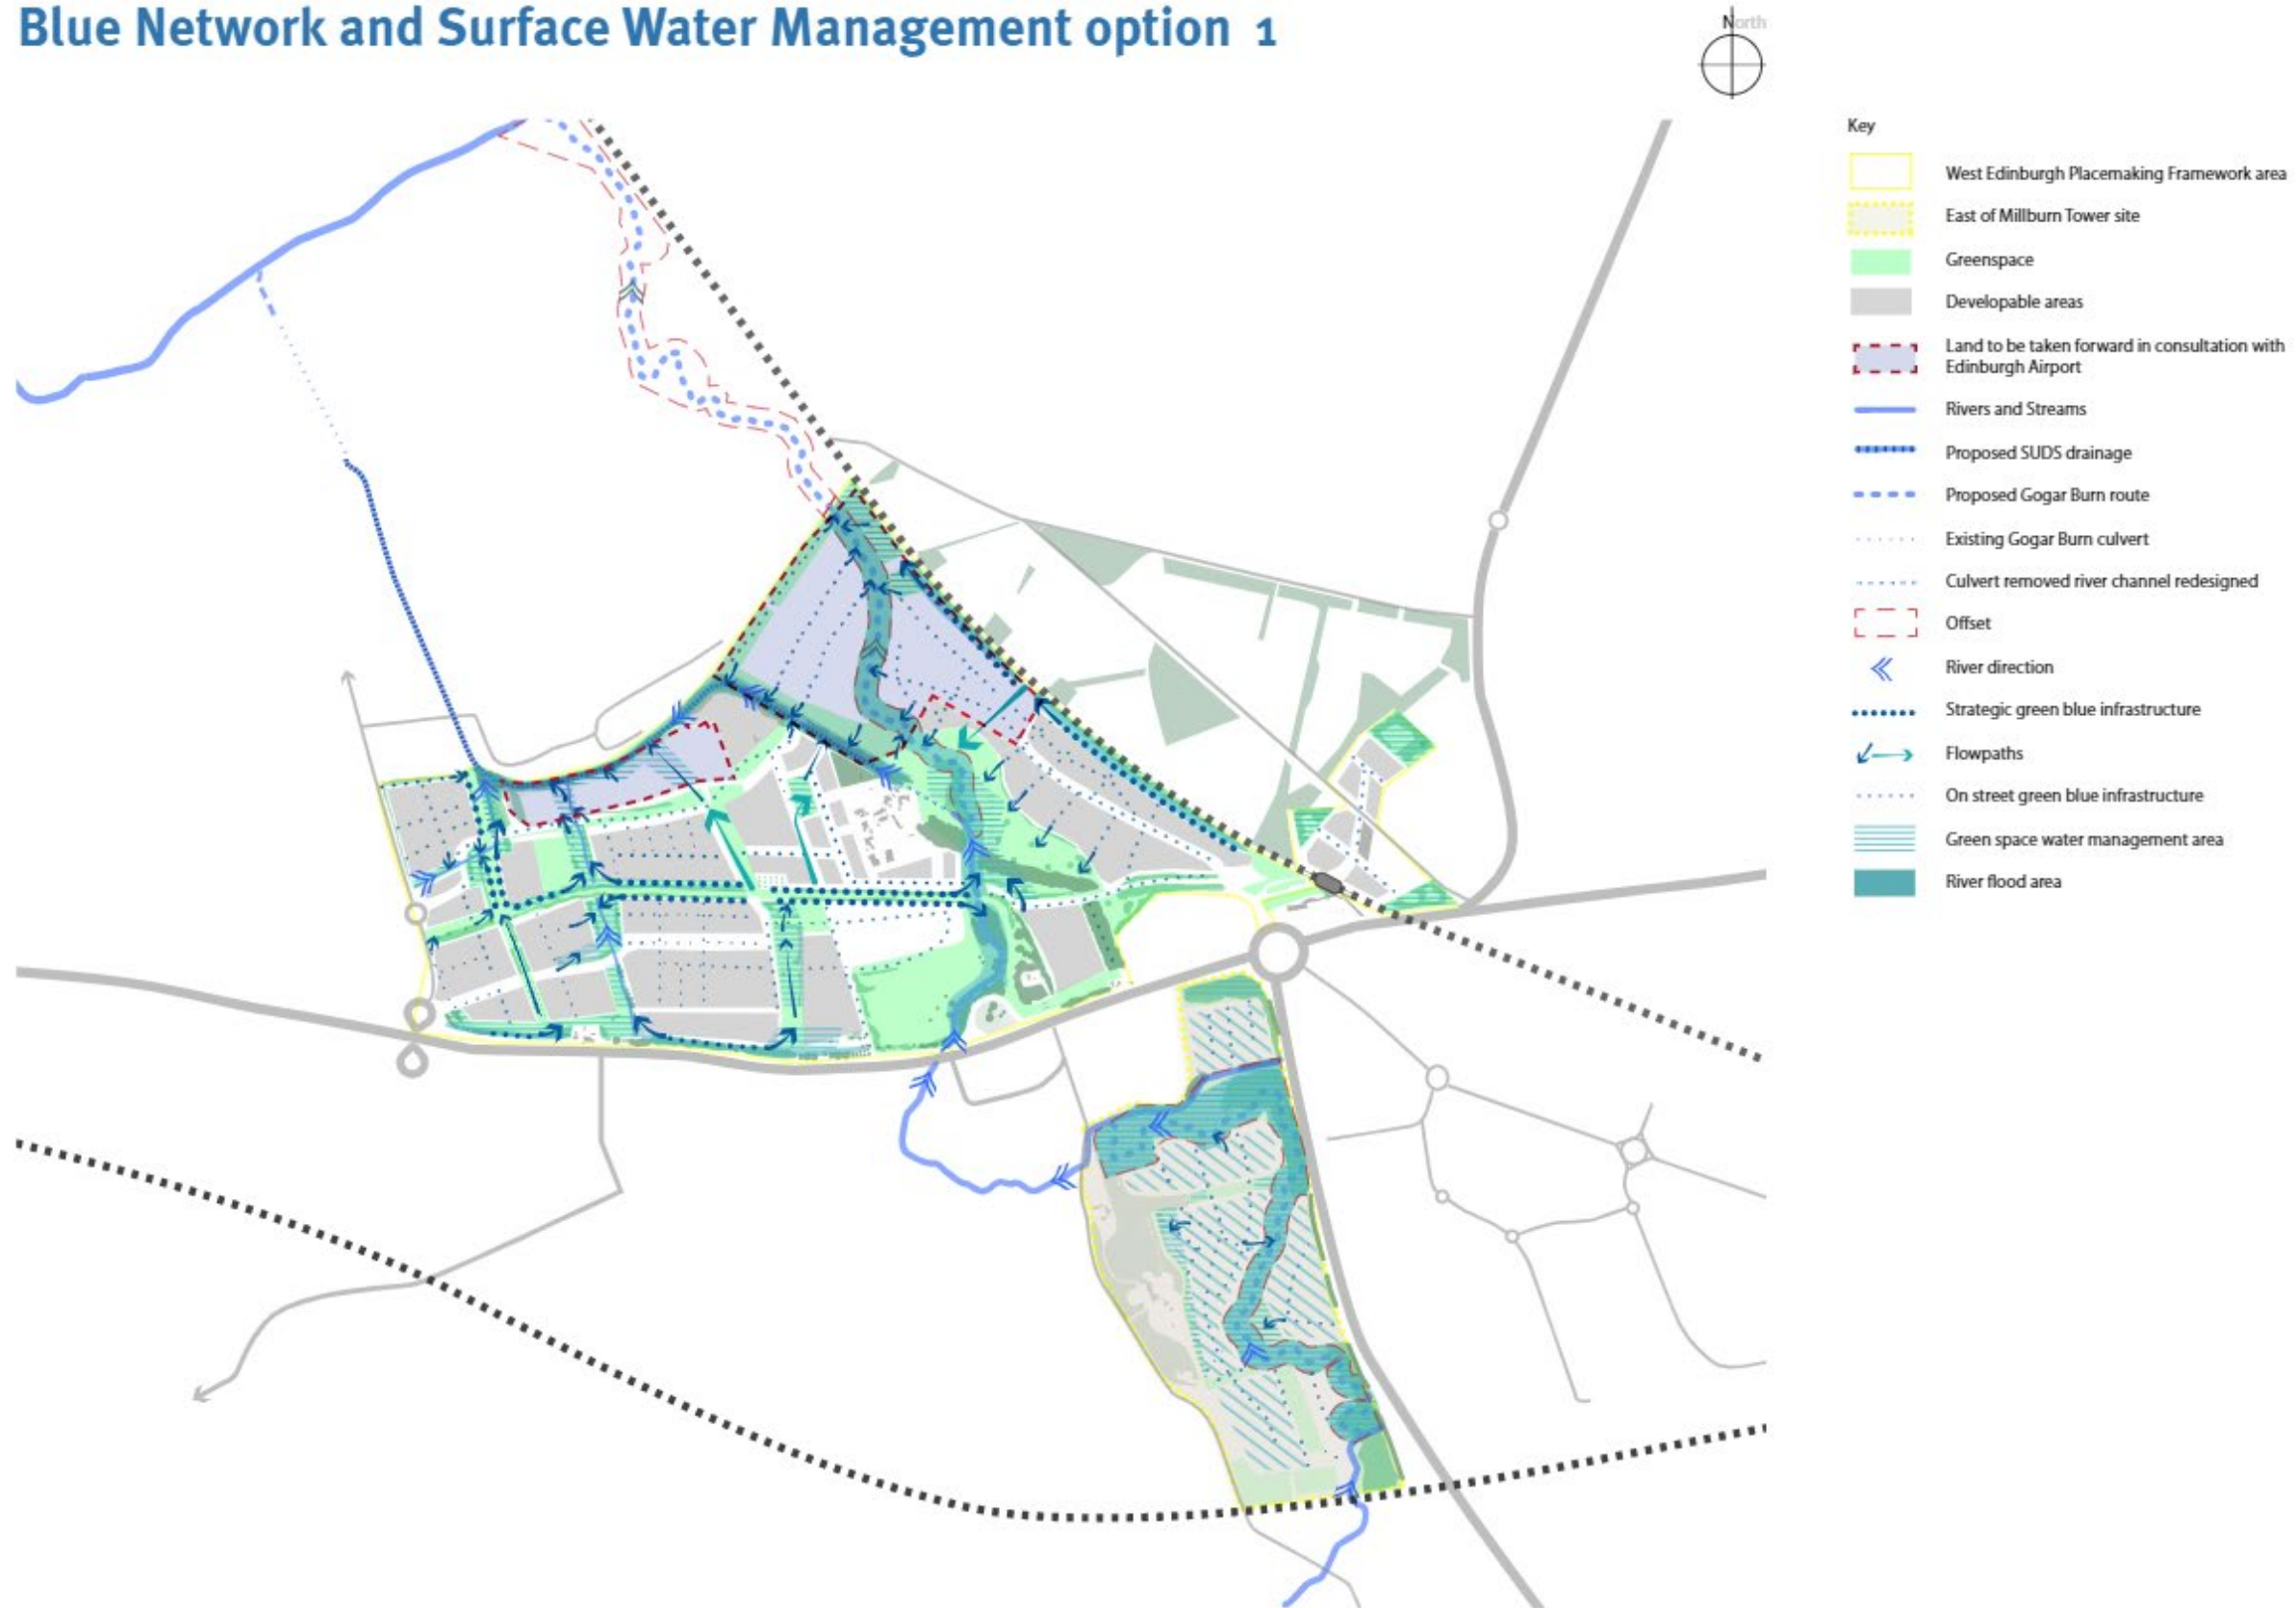 Blue Network and Surface Water Management option 1
North
Key
West Edinburgh Placemaking Framework area
East of Millburn Tower site
Greenspace
Developable areas
Land to be taken forward in consultation with
Edinburgh Airport
Rivers and Streams
Proposed SUDS drainage
Proposed Gogar Burn route
Existing Gogar Burn culvert
Culvert removed river channel redesigned
Offset
River direction
Strategic green blue infrastructure
Flowpaths
On street green blue infrastructure
Green space water management area
River flood area